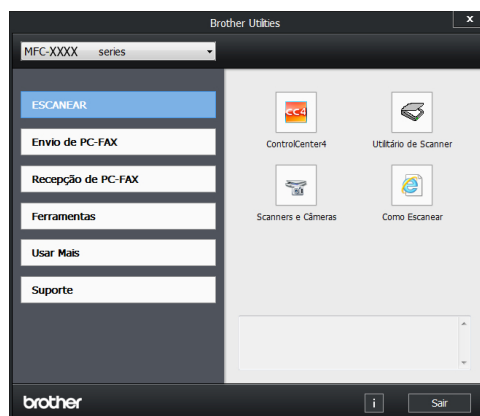 Brother Utilities
x
MFC-XXXX series
ESCANEAR
Envio de PC-FAX
Recepção de PC-FAX
Ferramentas
Usar Mais
Suporte
CC4
ControlCenter4
Utilitário de Scanner
Scanners e Câmeras
Como Escanear
brother
i
Sair